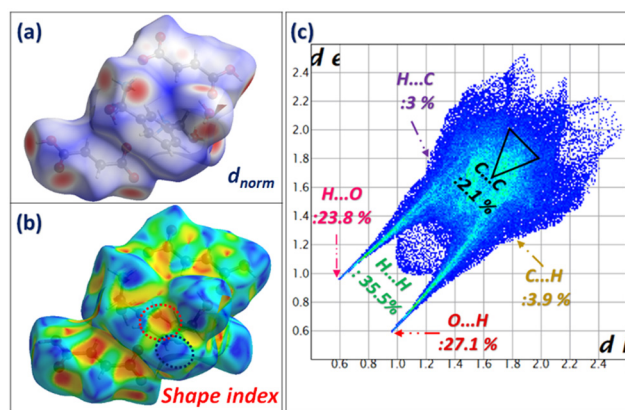 (a)
d norm
(b)
Shape index
(c)
d e
2.4
2.2
2.0
1.8
1.6
1.4
1.2
1.0
0.8
0.6
0.6 0.8 1.0 1.2 1.4 1.6 1.8 2.0 2.2 2.4
d i
H...C
:3 %
H...O
:23.8 %
C...C
:2.1 %
H...H
:35.5%
C...H
:3.9 %
O...H
:27.1 %